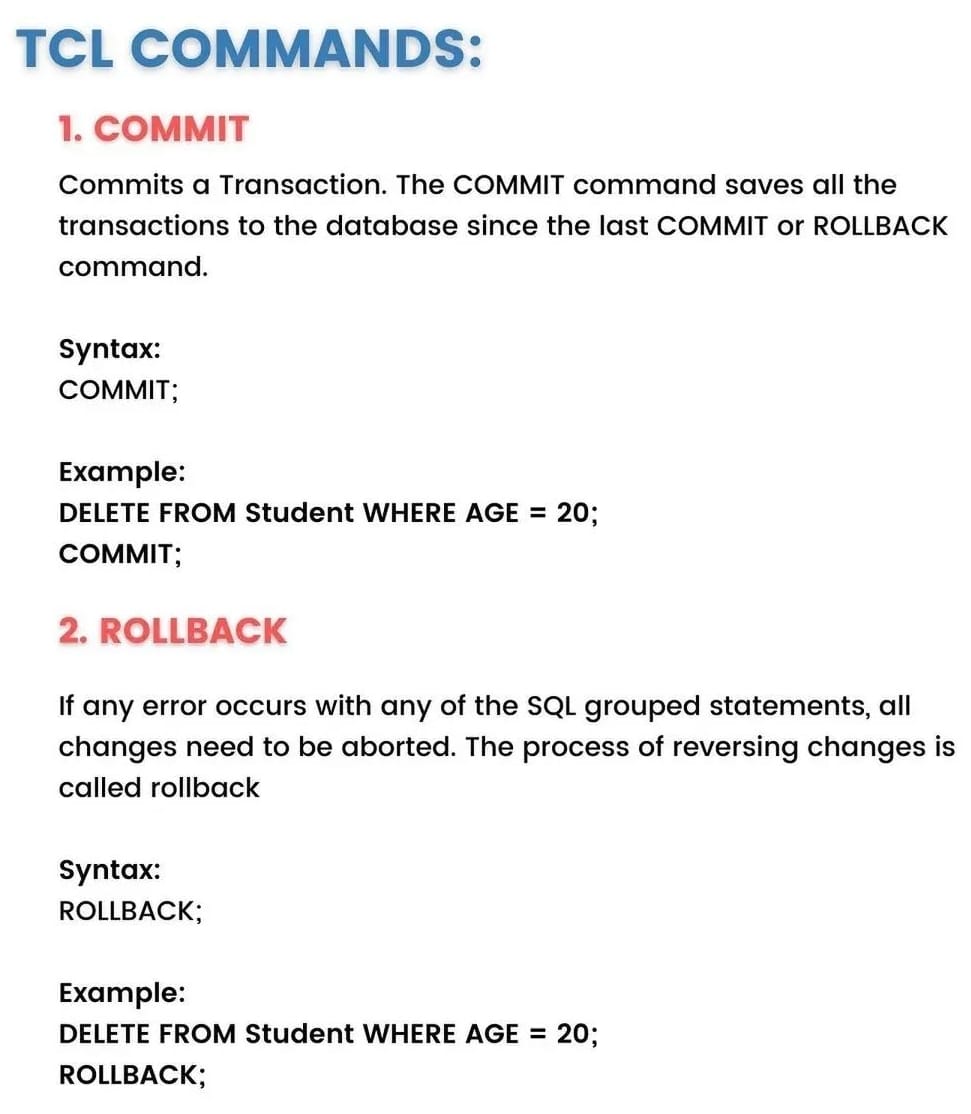 TCL COMMANDS:
1. COMMIT
Commits a Transaction. The COMMIT command saves all the
transactions to the database since the last COMMIT or ROLLBACK
command.
Syntax:
COMMIT;
Example:
DELETE FROM Student WHERE AGE = 20;
COMMIT;
2. ROLLBACK
If any error occurs with any of the SQL grouped statements, all
changes need to be aborted. The process of reversing changes is
called rollback
Syntax:
ROLLBACK;
Example:
DELETE FROM Student WHERE AGE = 20;
ROLLBACK;